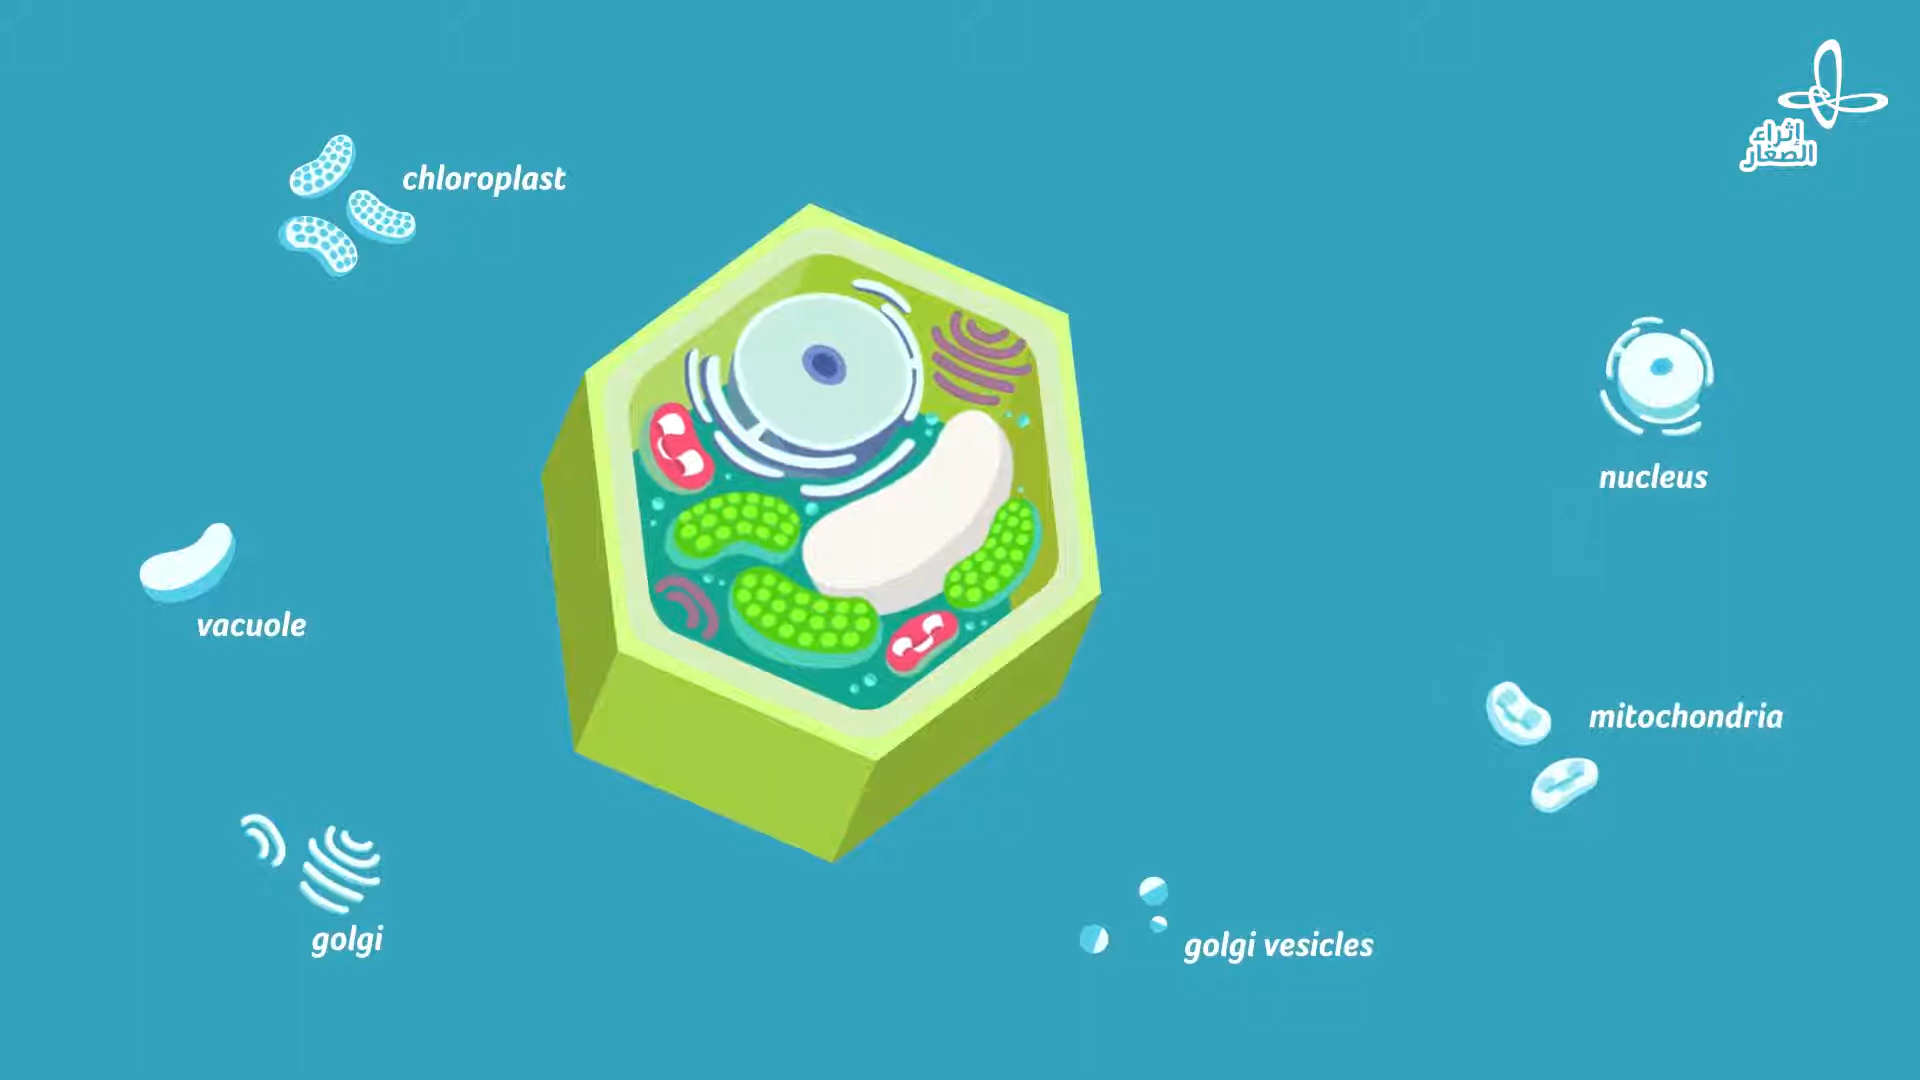 إثراء
الصغار
chloroplast
nucleus
vacuole
mitochondria
golgi
golgi vesicles